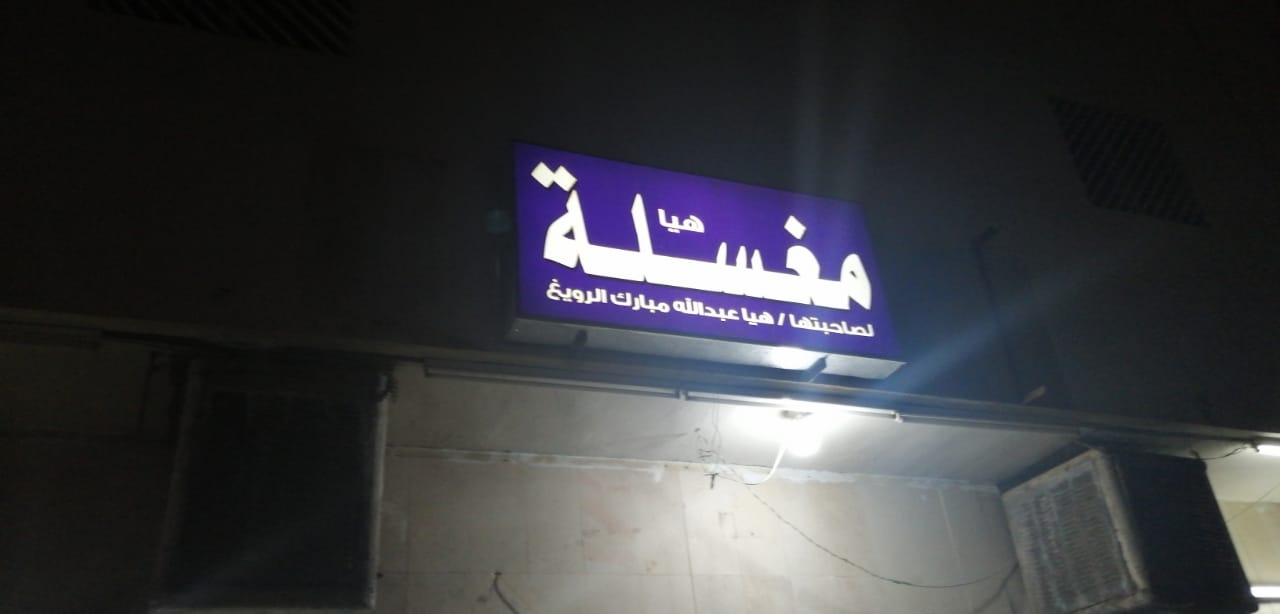 مغسلة
هيا
لصاحبتها / هيا عبدالله مبارك الرويغ